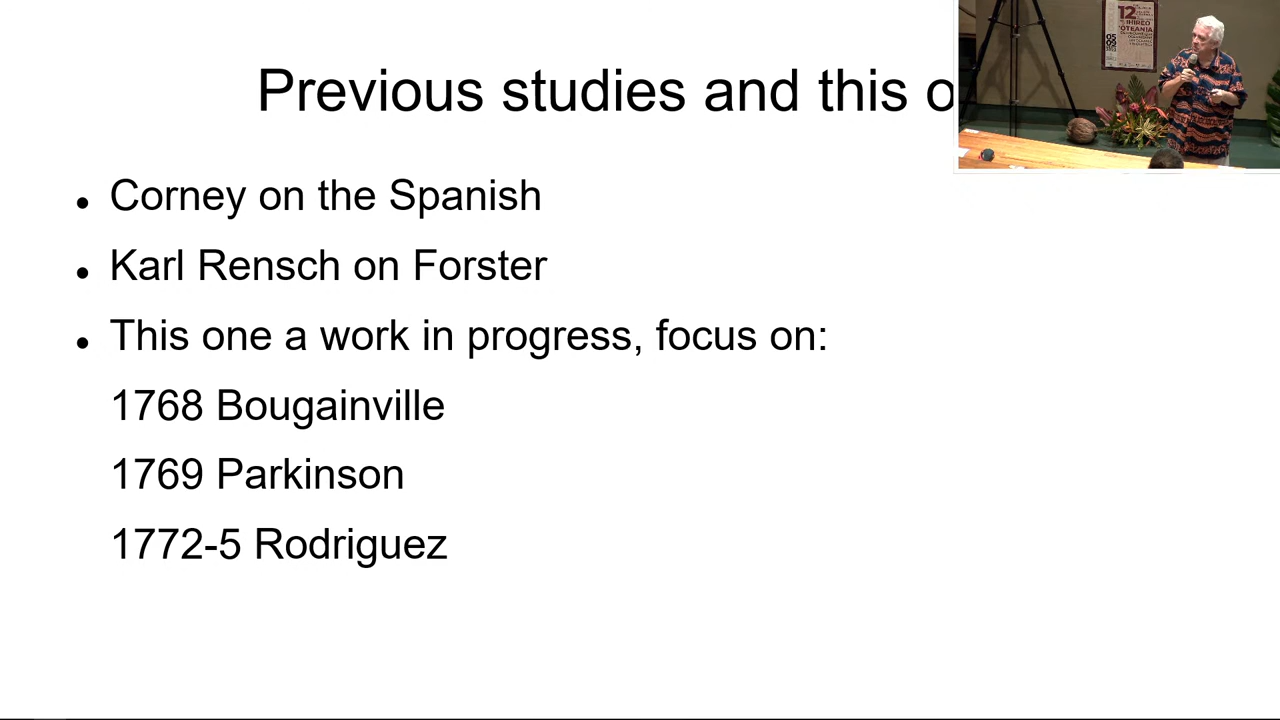 Previous studies and this o
12
• Corney on the Spanish
• Karl Rensch on Forster
• This one a work in progress, focus on:
1768 Bougainville
1769 Parkinson
1772-5 Rodriguez